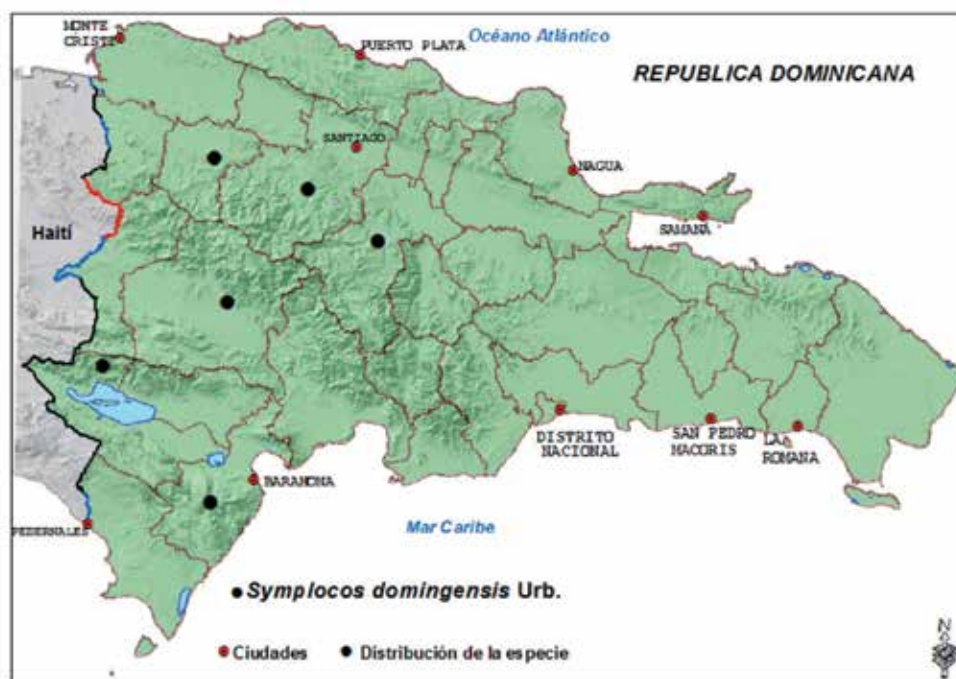 MONTE
CRISTI
PUERTO PLATA
Océano Atlántico
REPUBLICA DOMINICANA
SANTIAGO
NAGUA
SAMANA
Haití
DISTRITO
NACIONAL
SAN PEDRO
MACORIS
LA
ROMANA
BARAHONA
PEDERNALES
Mar Caribe
Symplocos domingensis Urb.
Ciudades
Distribución de la especie
N